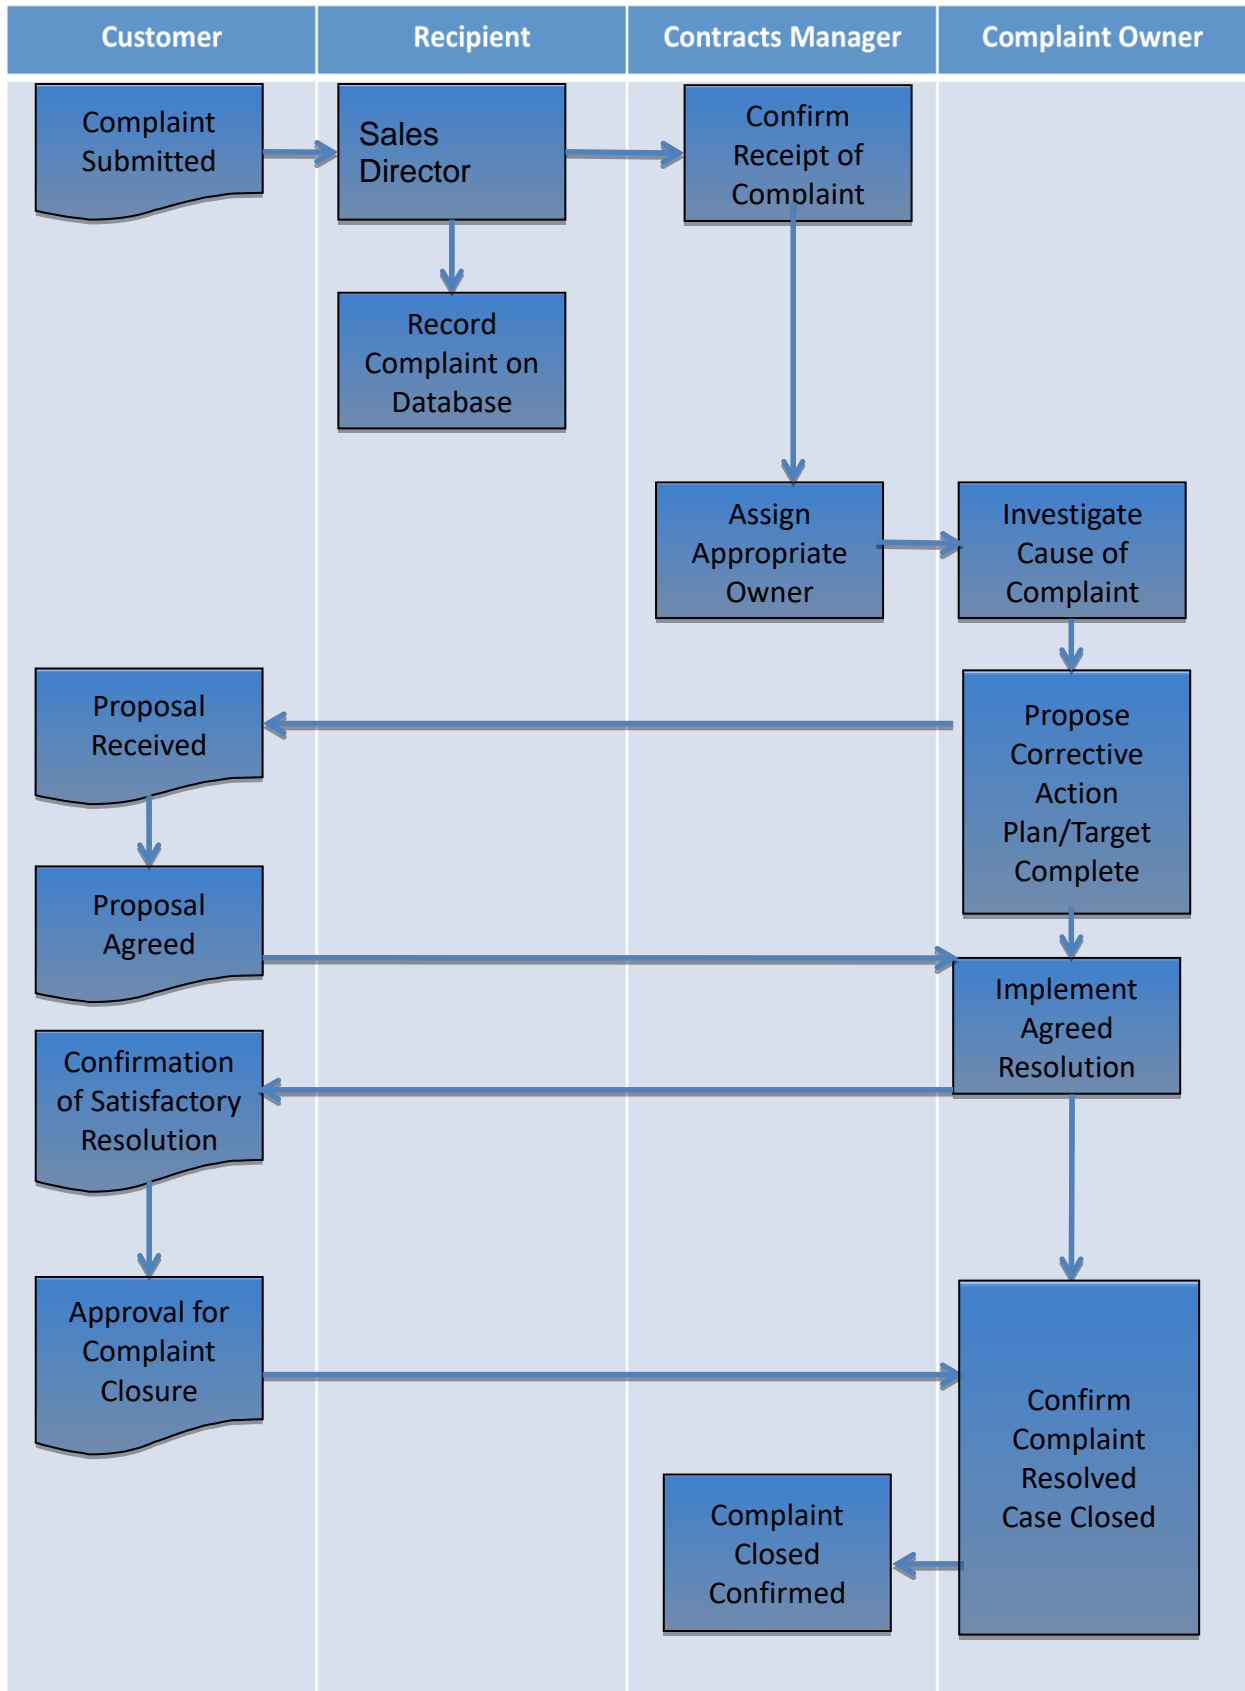 Customer
Recipient
Contracts Manager
Complaint Owner
Complaint
Submitted
Sales
Director
Confirm
Receipt of
Complaint
Record
Complaint on
Database
Assign
Appropriate
Owner
Investigate
Cause of
Complaint
Proposal
Received
Propose
Corrective
Action
Plan/Target
Complete
Proposal
Agreed
Implement
Agreed
Resolution
Confirmation
of Satisfactory
Resolution
Approval for
Complaint
Closure
Confirm
Complaint
Resolved
Case Closed
Complaint
Closed
Confirmed